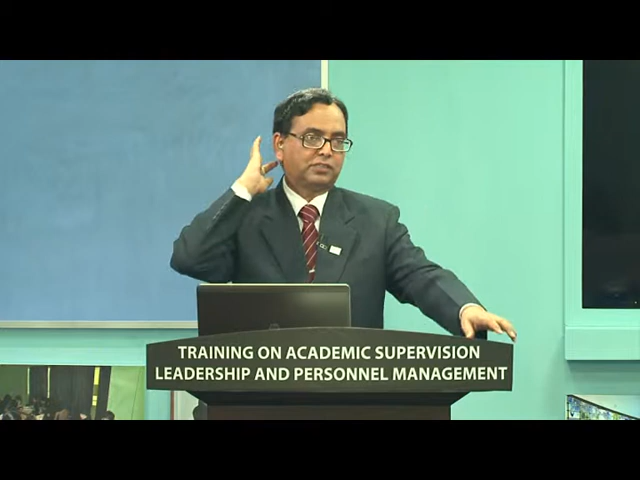 TRAINING ON ACADEMIC SUPERVISION
LEADERSHIP AND PERSONNEL MANAGEMENT